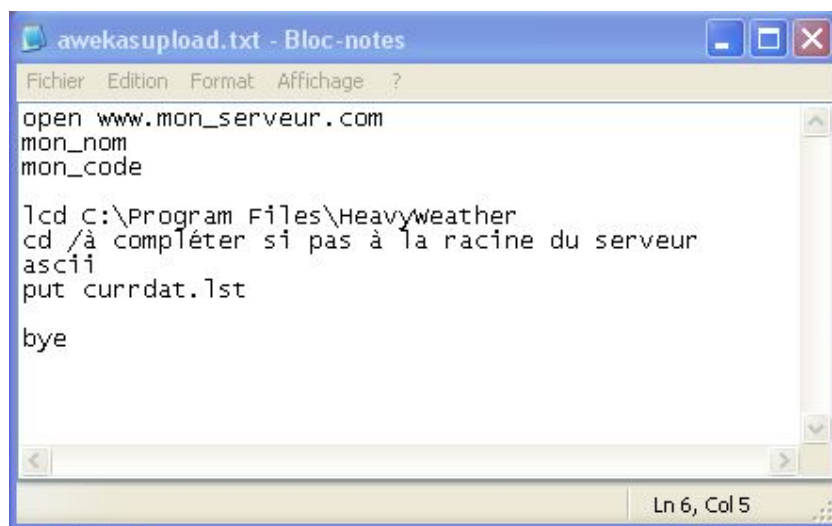 awekasupload.txt - Bloc-notes
Fichier Edition Format Affichage ?
open www.mon_serveur.com
mon_nom
mon_code
lcd C:\Program Files\HeavyWeather
cd /à compléter si pas à la racine du serveur
ascii
put currdat.lst
bye
Ln 6, Col 5